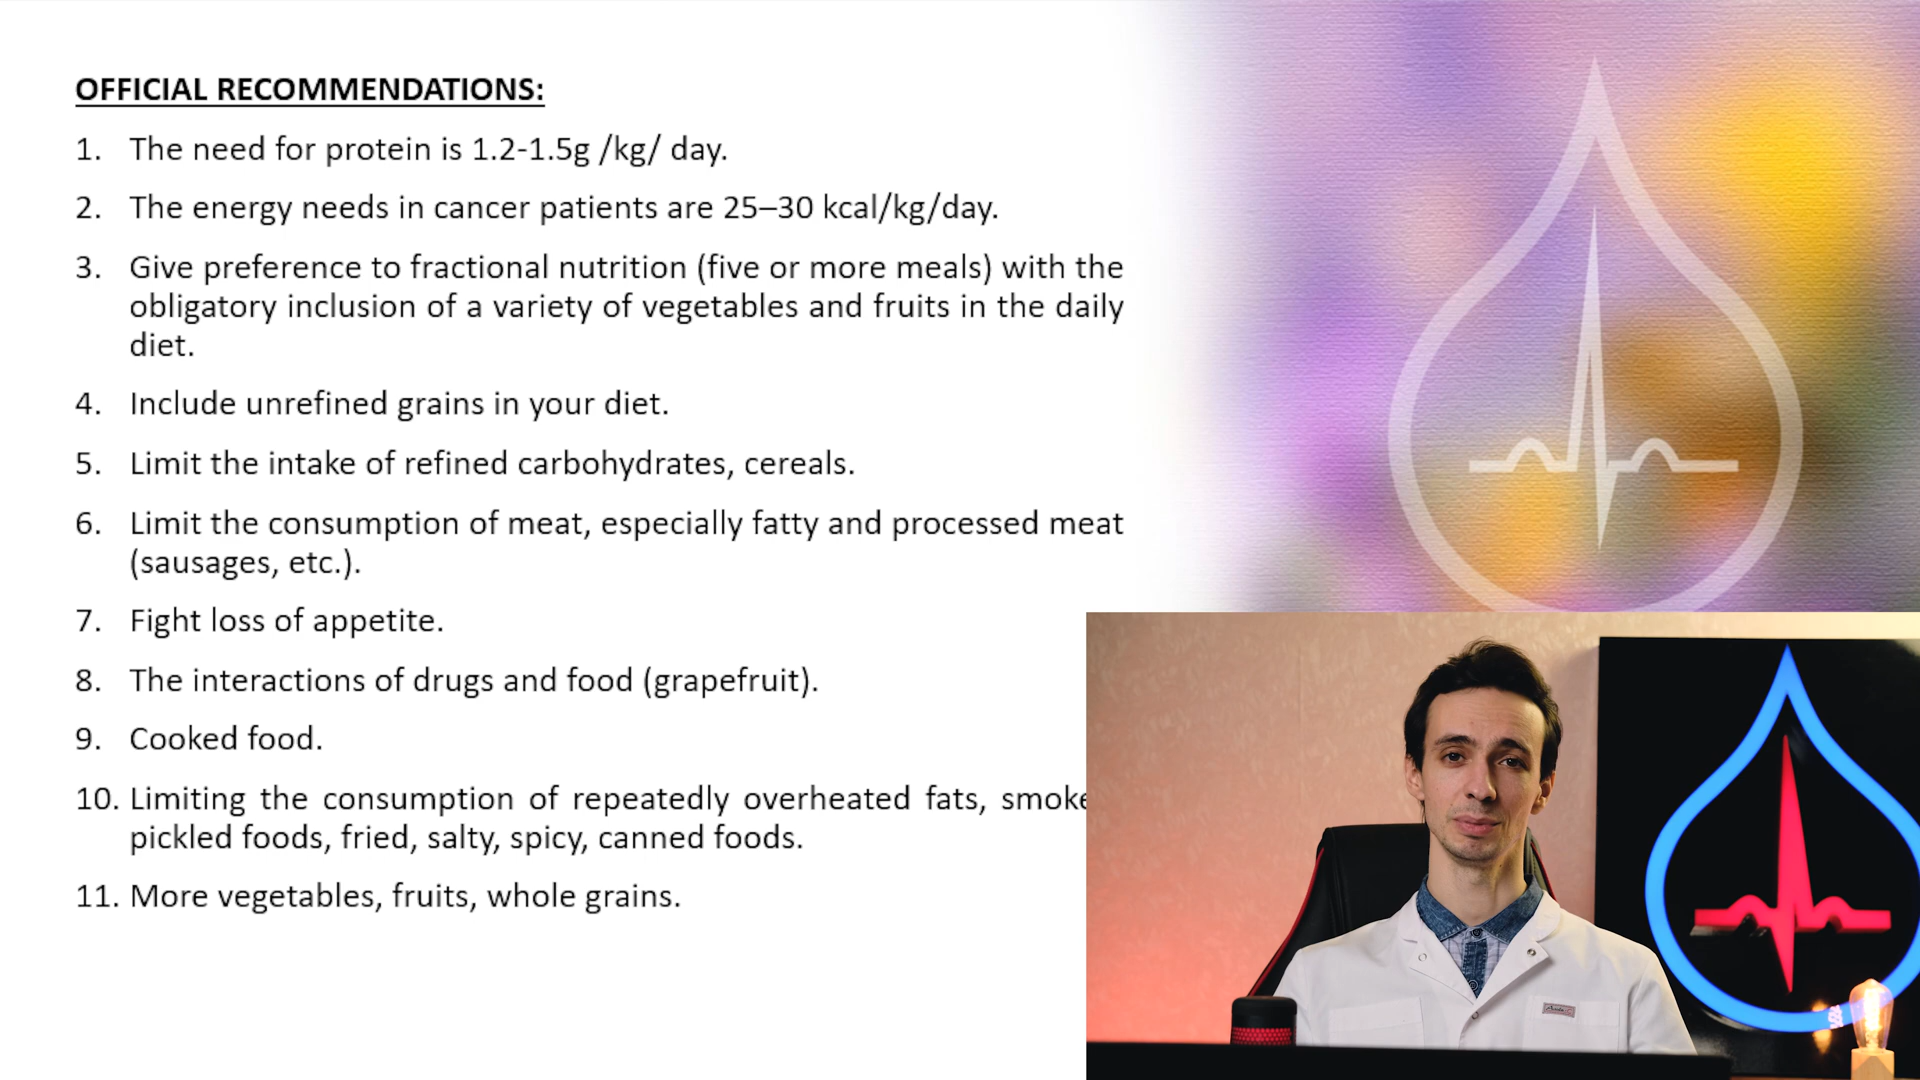 OFFICIAL RECOMMENDATIONS:
1. The need for protein is 1.2-1.5g /kg/ day.
2. The energy needs in cancer patients are 25–30 kcal/kg/day.
3. Give preference to fractional nutrition (five or more meals) with the
obligatory inclusion of a variety of vegetables and fruits in the daily
diet.
4. Include unrefined grains in your diet.
5. Limit the intake of refined carbohydrates, cereals.
6. Limit the consumption of meat, especially fatty and processed meat
(sausages, etc.).
7. Fight loss of appetite.
8. The interactions of drugs and food (grapefruit).
9. Cooked food.
10. Limiting the consumption of repeatedly overheated fats, smoke
pickled foods, fried, salty, spicy, canned foods.
11. More vegetables, fruits, whole grains.